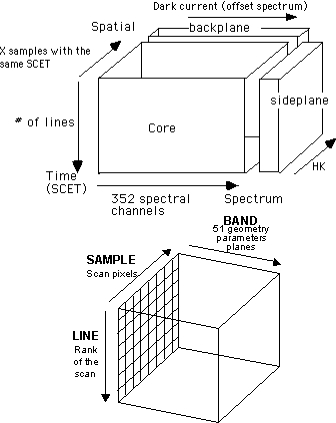 Dark current (offset spectrum)
Spatial
backplane
X samples with the
same SCET
sideplane
# of lines
Core
HK
Time
(SCET)
352 spectral
channels
Spectrum
BAND
51 geometry
parameters
planes
SAMPLE
Scan pixels
LINE
Rank
of the
scan